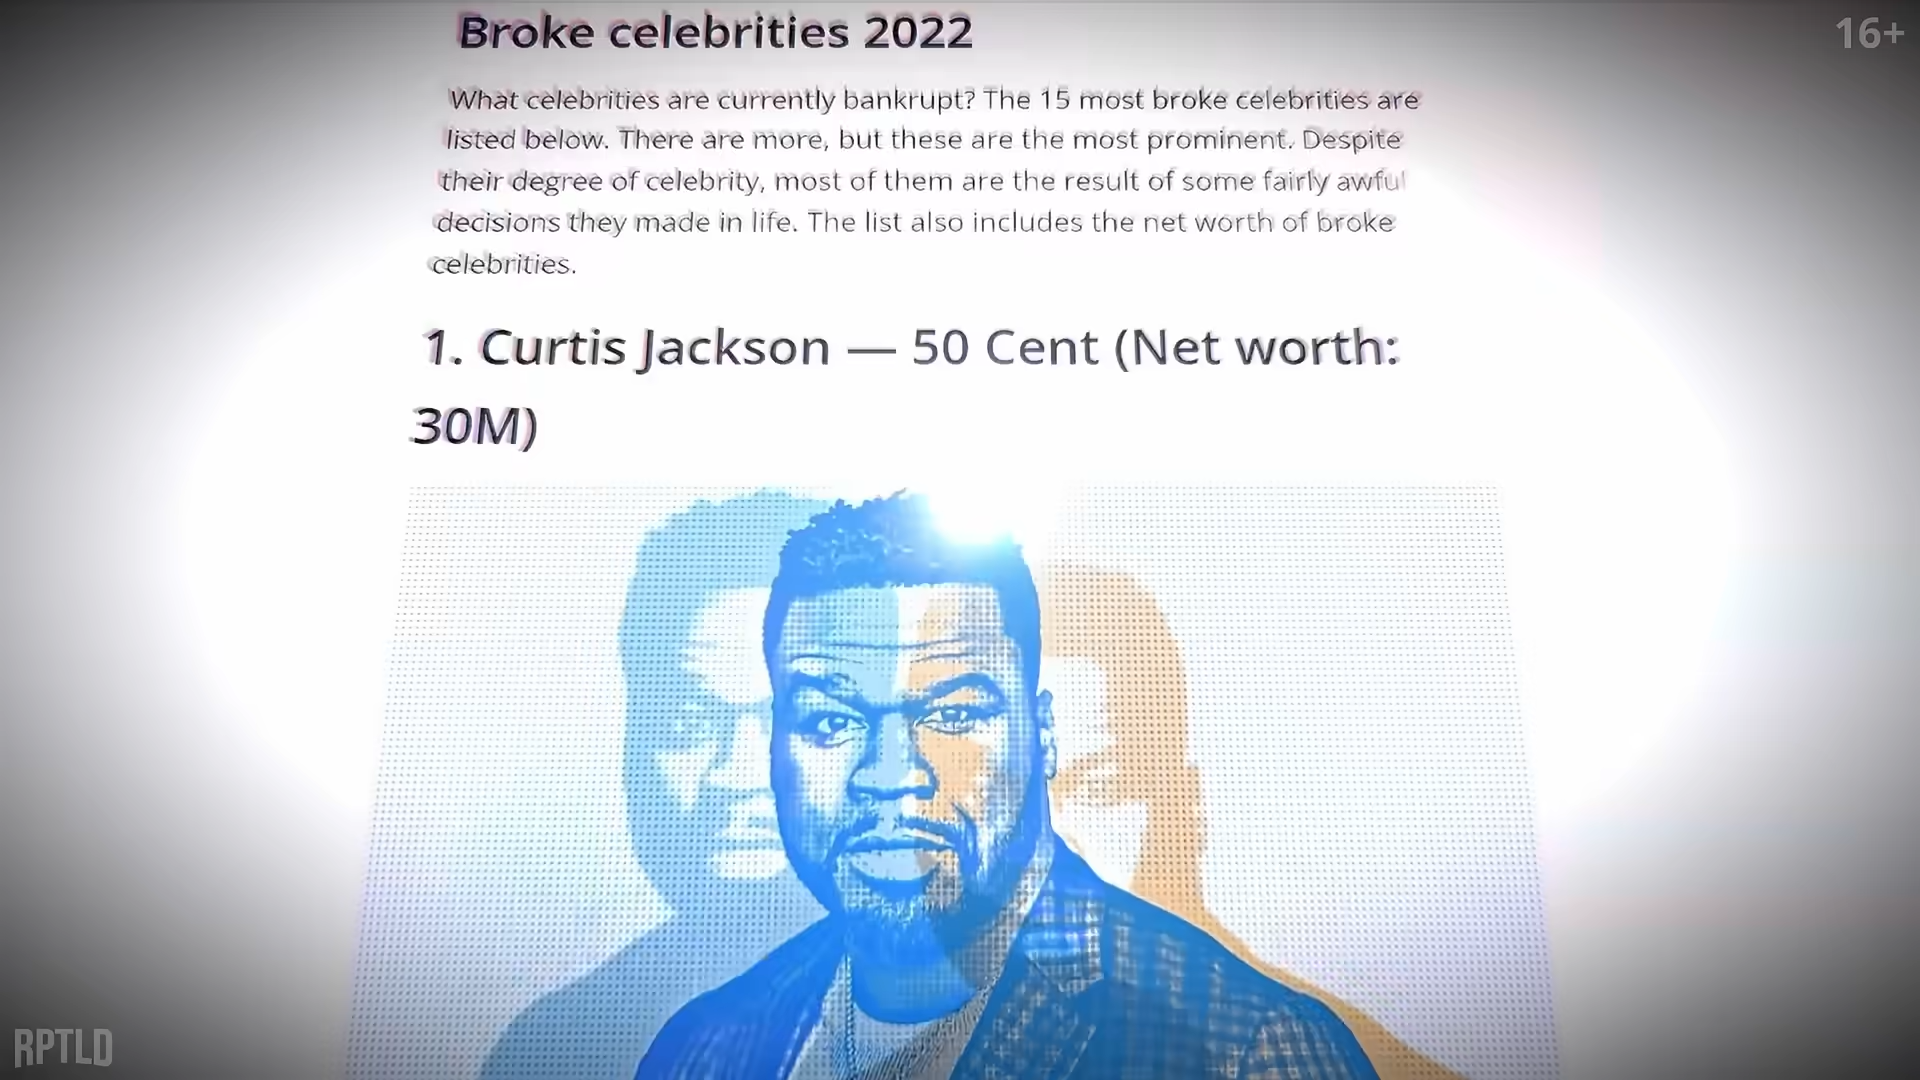 Broke celebrities 2022
16+
What celebrities are currently bankrupt? The 15 most broke celebrities are
listed below. There are more, but these are the most prominent. Despite
their degree of celebrity, most of them are the result of some fairly awful
decisions they made in life. The list also includes the net worth of broke
celebrities.
1. Curtis Jackson — 50 Cent (Net worth:
30M)
RPTLD